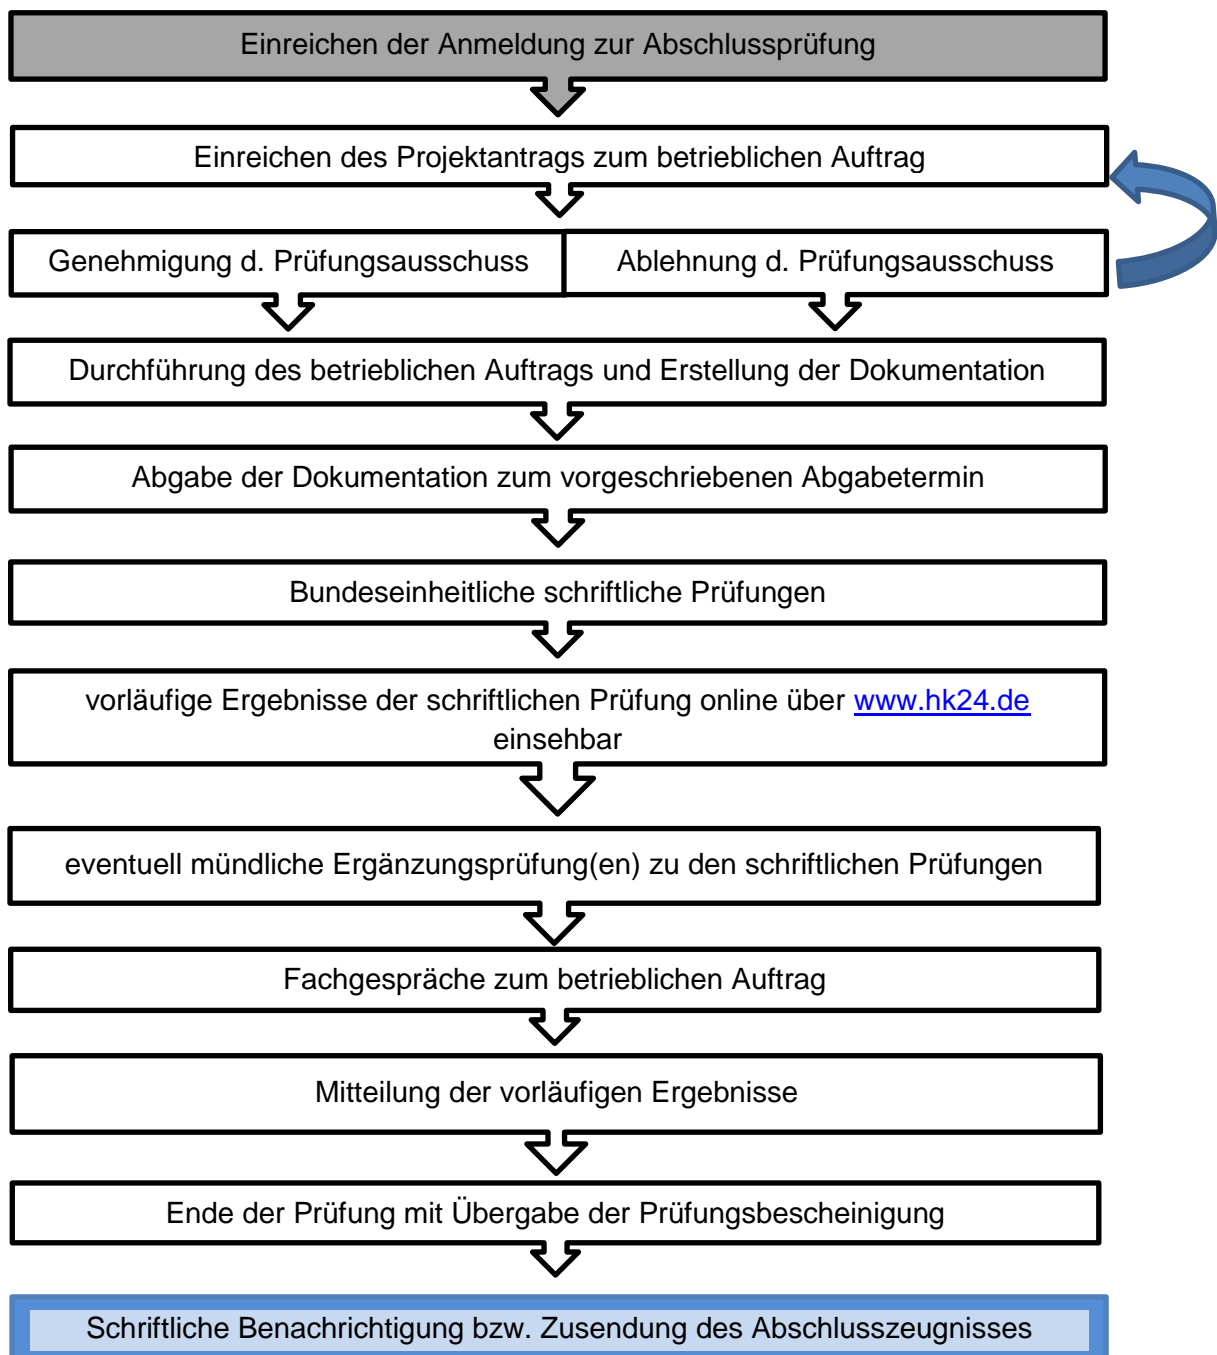 Einreichen der Anmeldung zur Abschlussprüfung
Einreichen des Projektantrags zum betrieblichen Auftrag
Genehmigung d. Prüfungsausschuss
Ablehnung d. Prüfungsausschuss
Durchführung des betrieblichen Auftrags und Erstellung der Dokumentation
Abgabe der Dokumentation zum vorgeschriebenen Abgabetermin
Bundeseinheitliche schriftliche Prüfungen
vorläufige Ergebnisse der schriftlichen Prüfung online über www.hk24.de
einsehbar
eventuell mündliche Ergänzungsprüfung(en) zu den schriftlichen Prüfungen
Fachgespräche zum betrieblichen Auftrag
Mitteilung der vorläufigen Ergebnisse
Ende der Prüfung mit Übergabe der Prüfungsbescheinigung
Schriftliche Benachrichtigung bzw. Zusendung des Abschlusszeugnisses